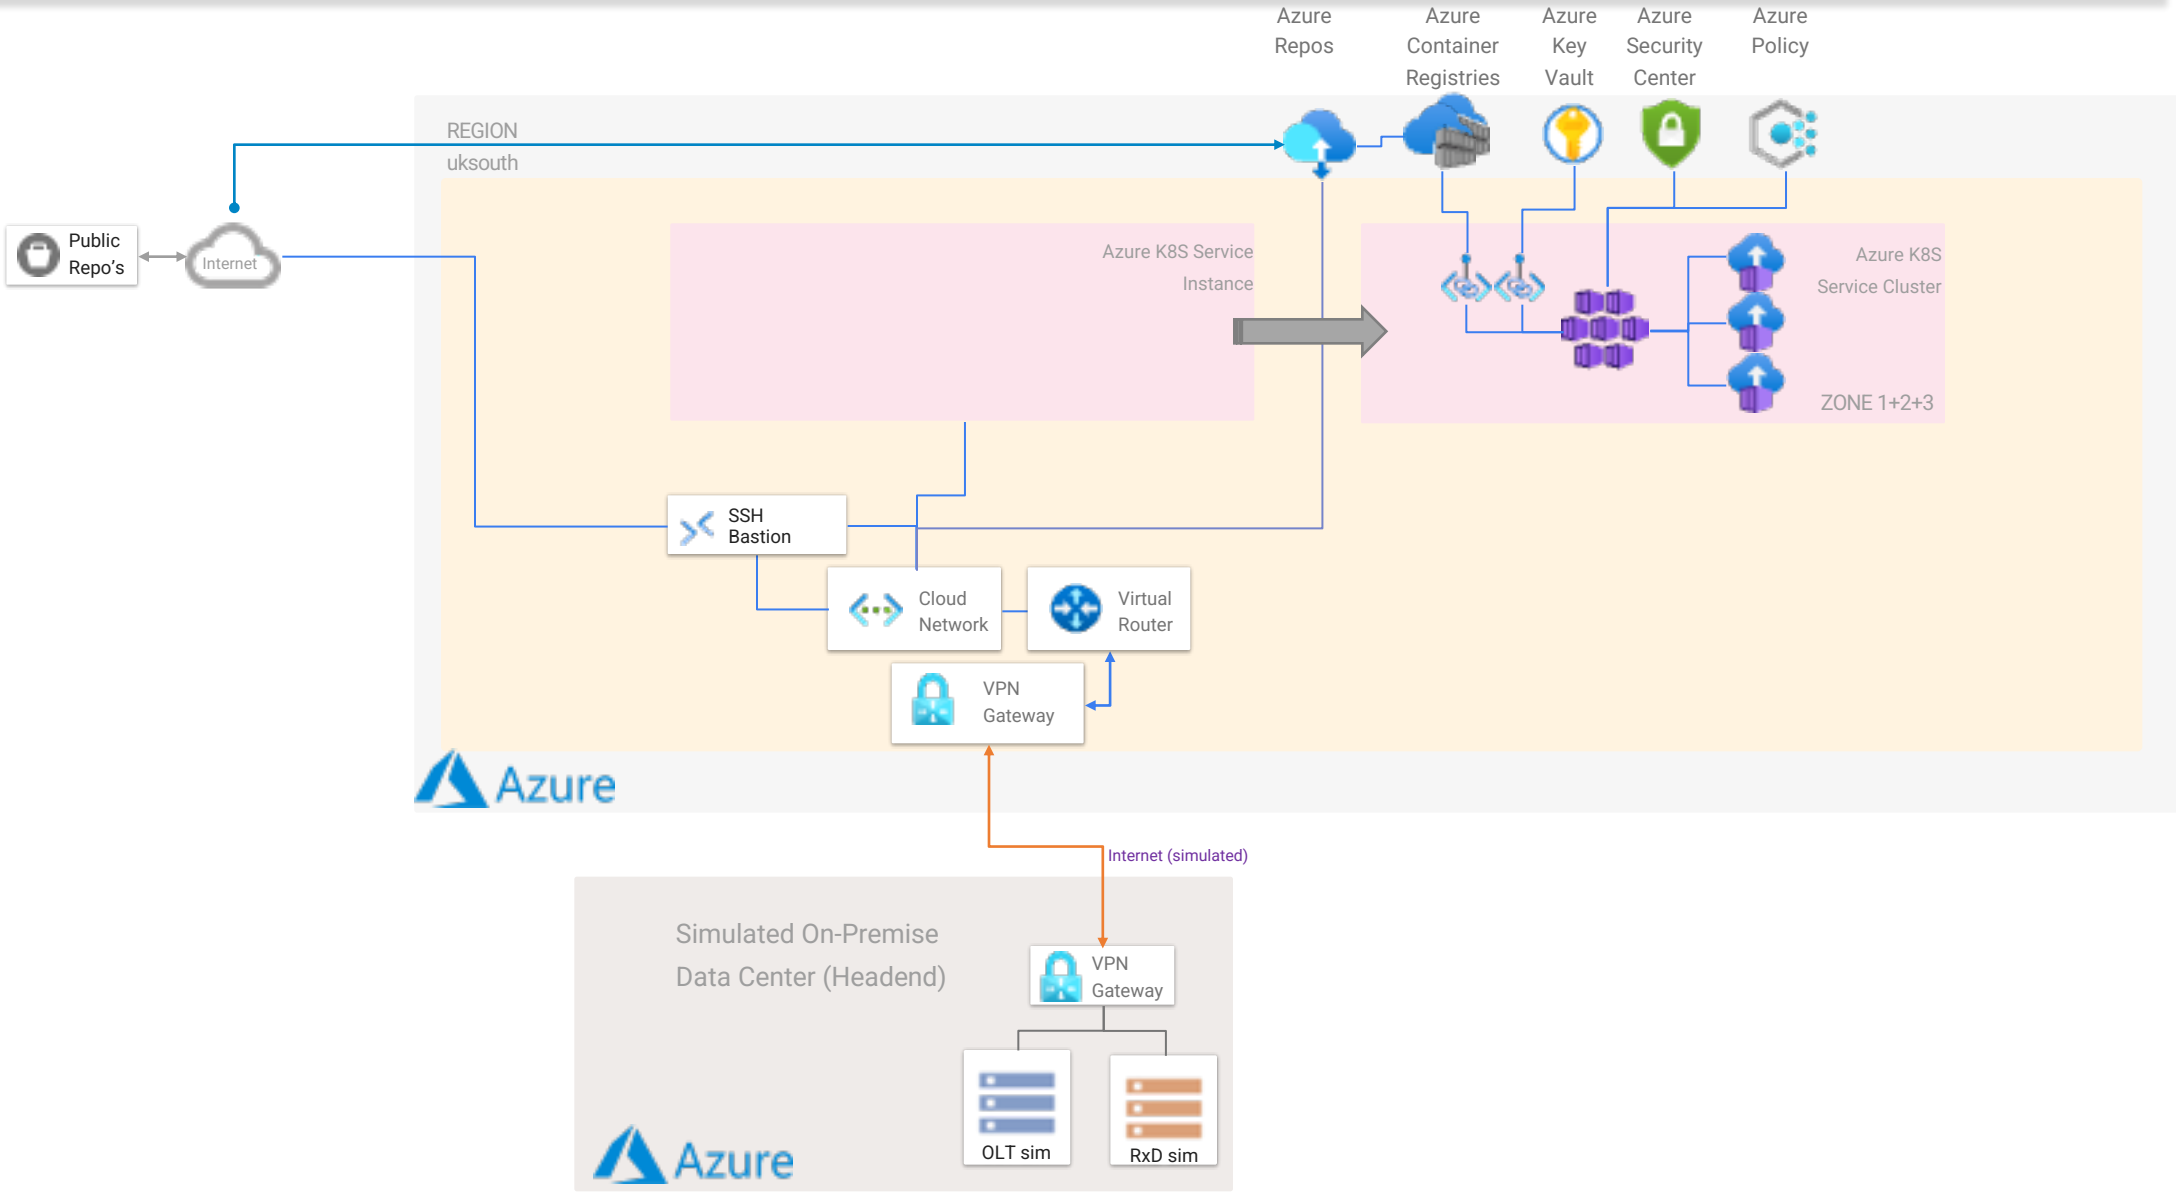 Azure
Repos
Azure
Container
Registries
Azure
Key
Vault
Azure
Security
Center
Azure
Policy
REGION
uksouth
Public
Repo's
Internet
Azure K8S Service
Instance
Azure K8S
Service Cluster
ZONE 1+2+3
SSH
Bastion
Cloud
Network
Virtual
Router
VPN
Gateway
Azure
Internet (simulated)
Simulated On-Premise
Data Center (Headend)
VPN
Gateway
OLT sim
RxD sim
Azure